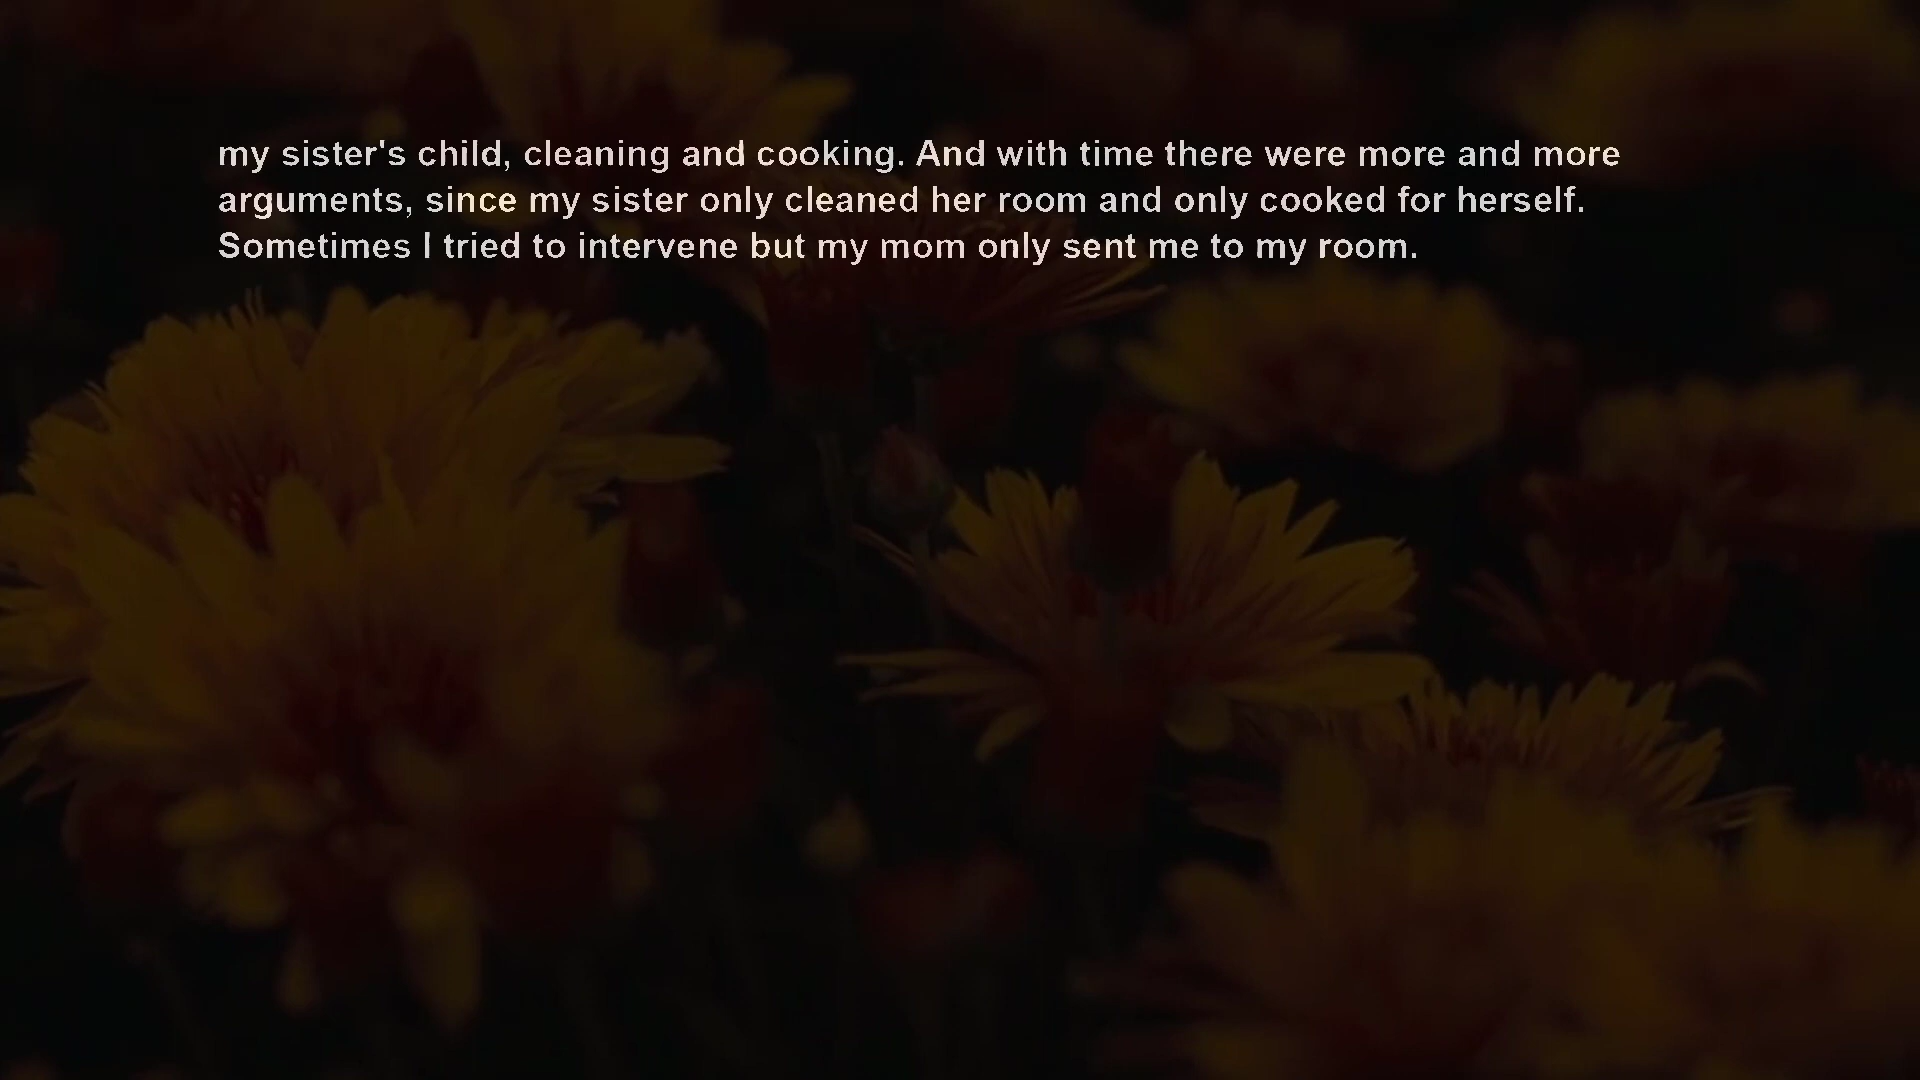 my sister's child, cleaning and cooking. And with time there were more and more
arguments, since my sister only cleaned her room and only cooked for herself.
Sometimes I tried to intervene but my mom only sent me to my room.